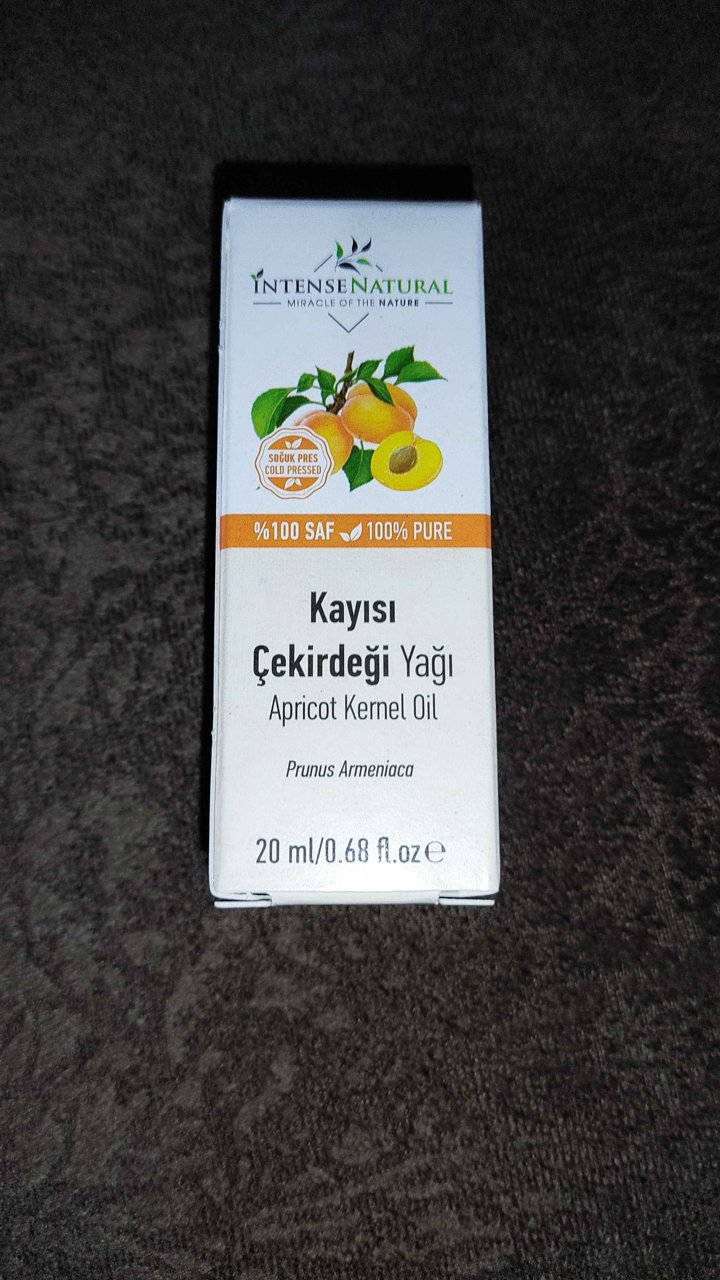 INTENSENATURAL
MIRACLE OF THE NATURE
SOĞUK PRES
COLD PRESSED
%100 SAF 100% PURE
Kayısı
Çekirdeği Yağı
Apricot Kernel Oil
Prunus Armeniaca
20 ml/0.68 fl.oz ℮